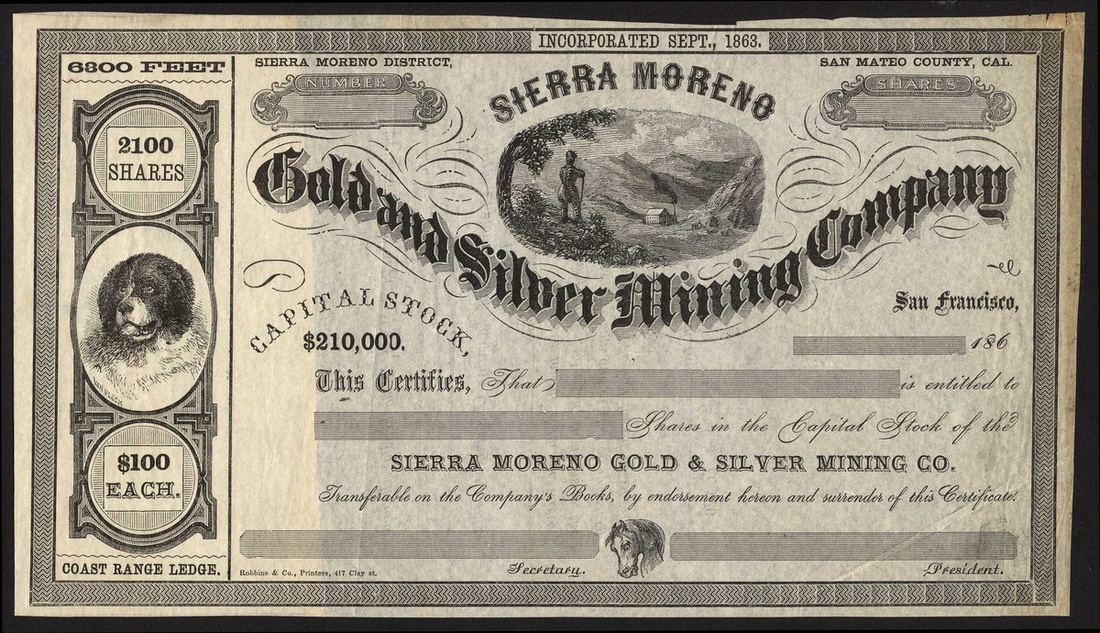 INCORPORATED SEPT., 1863.
6300 FEET
2100
SHARES
VAN VLECK
$100
EACH.
COAST RANGE LEDGE.
SIERRA MORENO DISTRICT,
SAN MATEO COUNTY, CAL.
NUMBER
SHARES
SIERRA MORENO
Gold and Silver Mining Company
CAPITAL STOCK,
$210,000.
San Francisco,
186
This Certifies, That is entitled to
Shares in the Capital Stock of the
SIERRA MORENO GOLD & SILVER MINING CO.
Transferable on the Company's Books, by endorsement hereon and surrender of this Certificate.
Robbins & Co., Printers, 417 Clay st.
Secretary.
President.